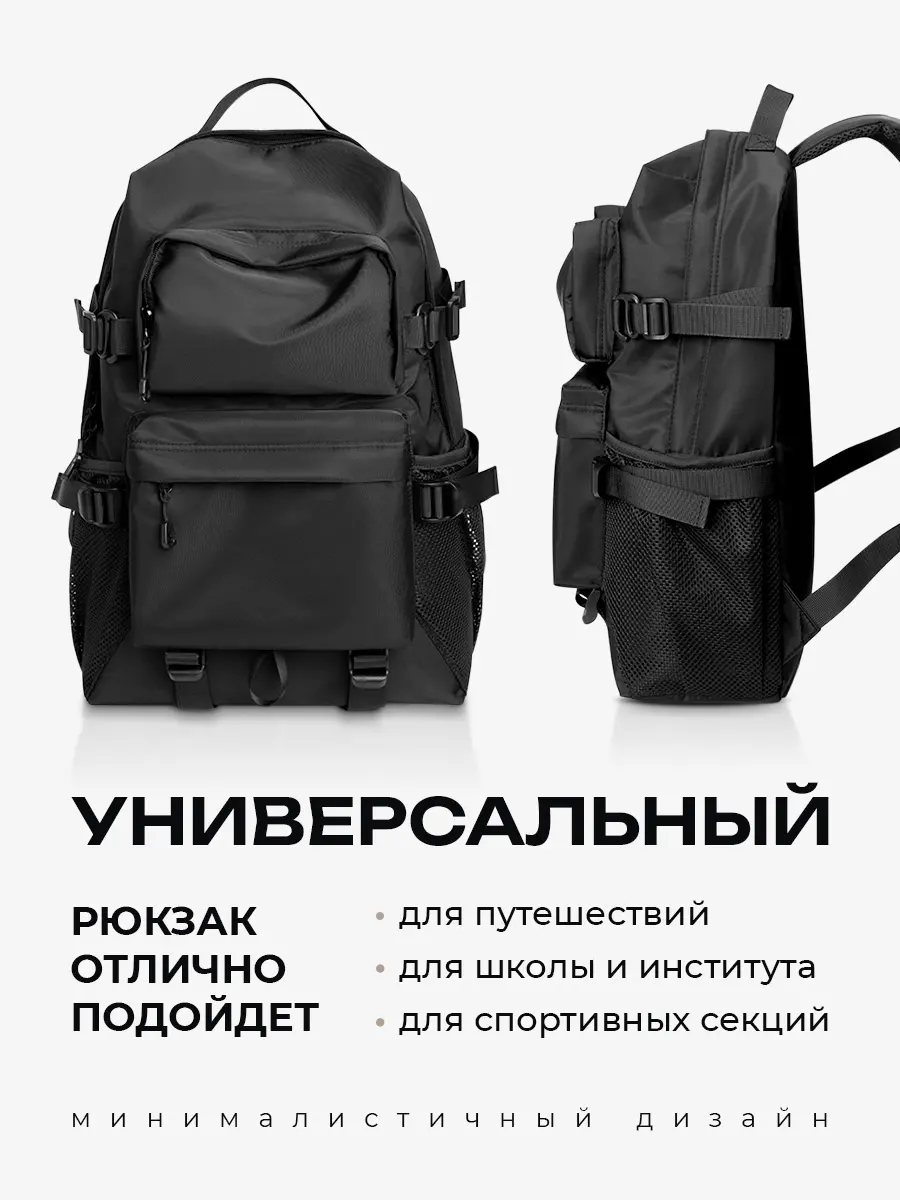 УНИВЕРСАЛЬНЫЙ
РЮКЗАК
ОТЛИЧНО
ПОДОЙДЕТ
• для путешествий
• для школы и института
• для спортивных секций
минималистичный дизайн